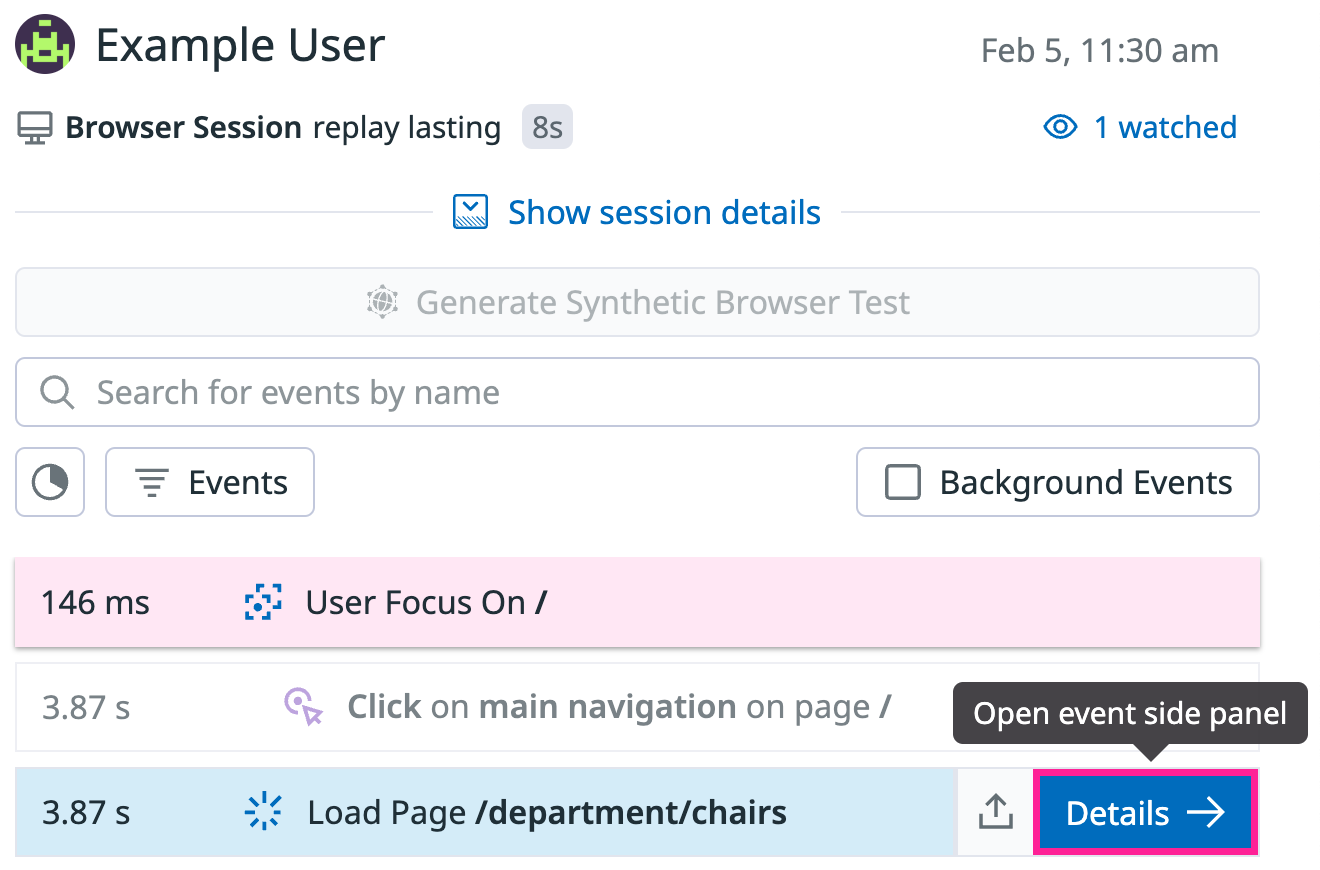 Example User
Feb 5, 11:30 am
Browser Session replay lasting 8s
1 watched
Show session details
Generate Synthetic Browser Test
Search for events by name
Events
Background Events
146 ms User Focus On /
3.87 s Click on main navigation on page /
Open event side panel
3.87 s Load Page /department/chairs
Details